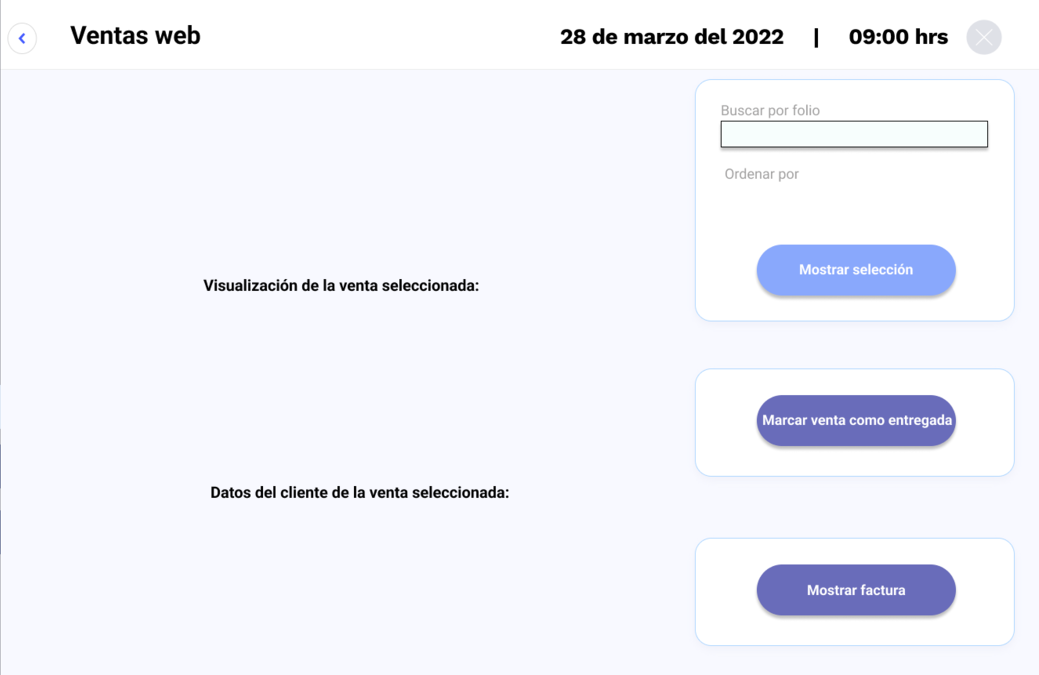 Ventas web
28 de marzo del 2022 | 09:00 hrs
Buscar por folio
Ordenar por
Mostrar selección
Visualización de la venta seleccionada:
Marcar venta como entregada
Datos del cliente de la venta seleccionada:
Mostrar factura